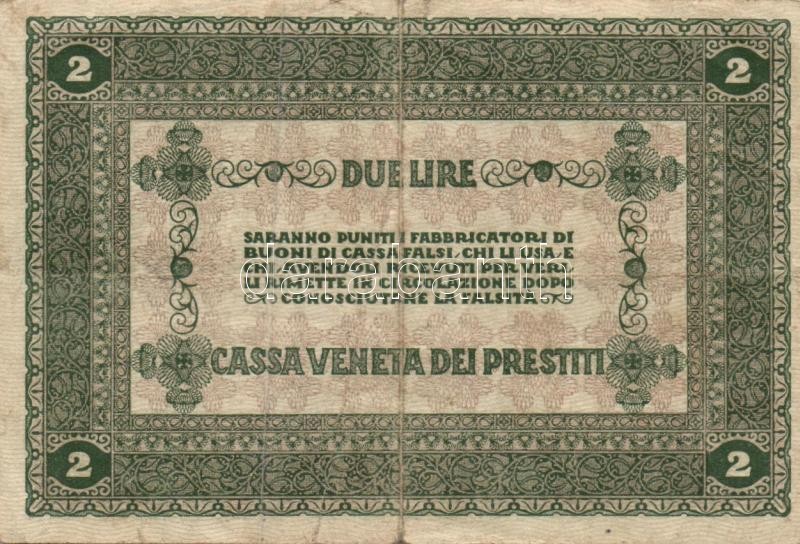 2 2
DUE LIRE
SARANNO PUNITI I FABBRICATORI DI
BUONI DI CASSA FALSI, CHI LI USA, E
CHI, AVENDOLI RICEVUTI PER VERI,
LI RIMETTE IN CIRCOLAZIONE DOPO
CONOSCIUTANE LA FALSITÀ
darabanth
CASSA VENETA DEI PRESTITI
2 2